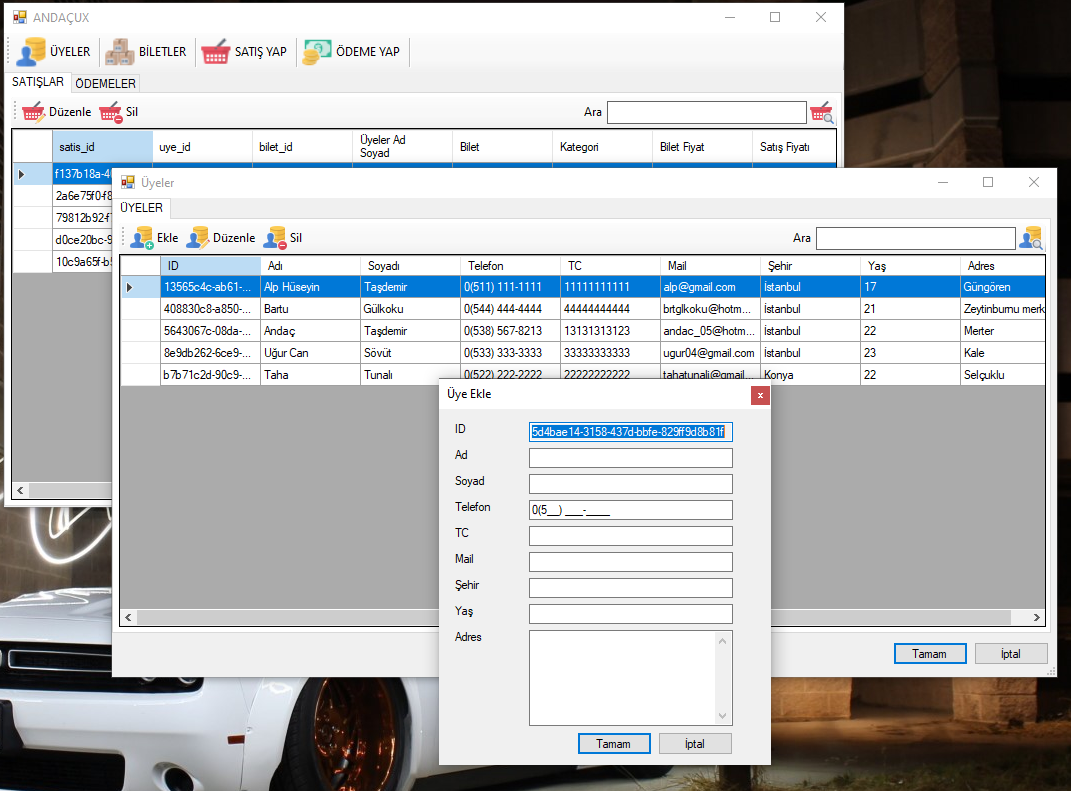 ANDAÇUX
ÜYELER BİLETLER SATIŞ YAP ÖDEME YAP
SATIŞLAR ÖDEMELER
Düzenle Sil Ara
satis_id uye_id bilet_id Üyeler Ad Soyad Bilet Kategori Bilet Fiyat Satış Fiyatı
f137b18a-4
2a6e75f0-f8
79812b92-f
d0ce20bc-9
10c9a65f-b
Üyeler
ÜYELER
Ekle Düzenle Sil Ara
ID Adı Soyadı Telefon TC Mail Şehir Yaş Adres
13565c4c-ab61-... Alp Hüseyin Taşdemir 0(511) 111-1111 11111111111 alp@gmail.com İstanbul 17 Güngören
408830c8-a850-... Bartu Gülkoku 0(544) 444-4444 44444444444 brtglkoku@hotm... İstanbul 21 Zeytinburnu merk
5643067c-08da-... Andaç Taşdemir 0(538) 567-8213 13131313123 andac_05@hotm... İstanbul 22 Merter
8e9db262-6ce9-... Uğur Can Sövüt 0(533) 333-3333 33333333333 ugur04@gmail.com İstanbul 23 Kale
b7b71c2d-90c9-... Taha Tunalı 0(522) 222-2222 22222222222 tahatunali@gmail... Konya 22 Selçuklu
Üye Ekle
ID 5d4bae14-3158-437d-bbfe-829ff9d8b81f
Ad
Soyad
Telefon 0(5__) ___-____
TC
Mail
Şehir
Yaş
Adres
Tamam İptal
Tamam İptal